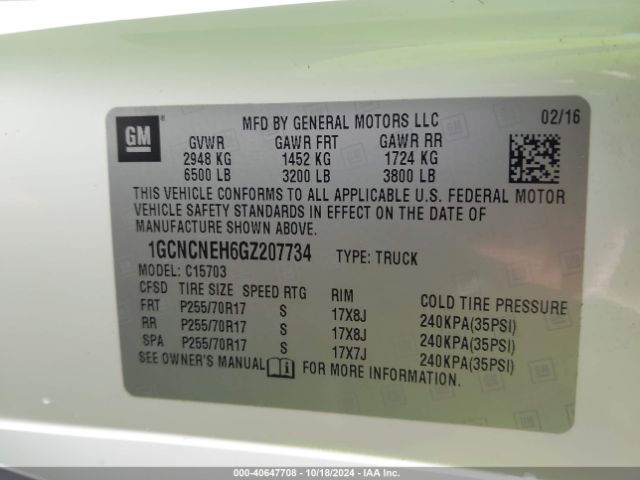 GM
®
MFD BY GENERAL MOTORS LLC
02/16
GVWR GAWR FRT GAWR RR
2948 KG 1452 KG 1724 KG
6500 LB 3200 LB 3800 LB
THIS VEHICLE CONFORMS TO ALL APPLICABLE U.S. FEDERAL MOTOR
VEHICLE SAFETY STANDARDS IN EFFECT ON THE DATE OF
MANUFACTURE SHOWN ABOVE.
1GCNCNEH6GZ207734 TYPE: TRUCK
MODEL: C15703
CFSD TIRE SIZE SPEED RTG RIM COLD TIRE PRESSURE
FRT P255/70R17 S 17X8J 240KPA(35PSI)
RR P255/70R17 S 17X8J 240KPA(35PSI)
SPA P255/70R17 S 17X7J 240KPA(35PSI)
SEE OWNER'S MANUAL i FOR MORE INFORMATION.
000-40647708 | 10/18/2024 | IAA Inc.